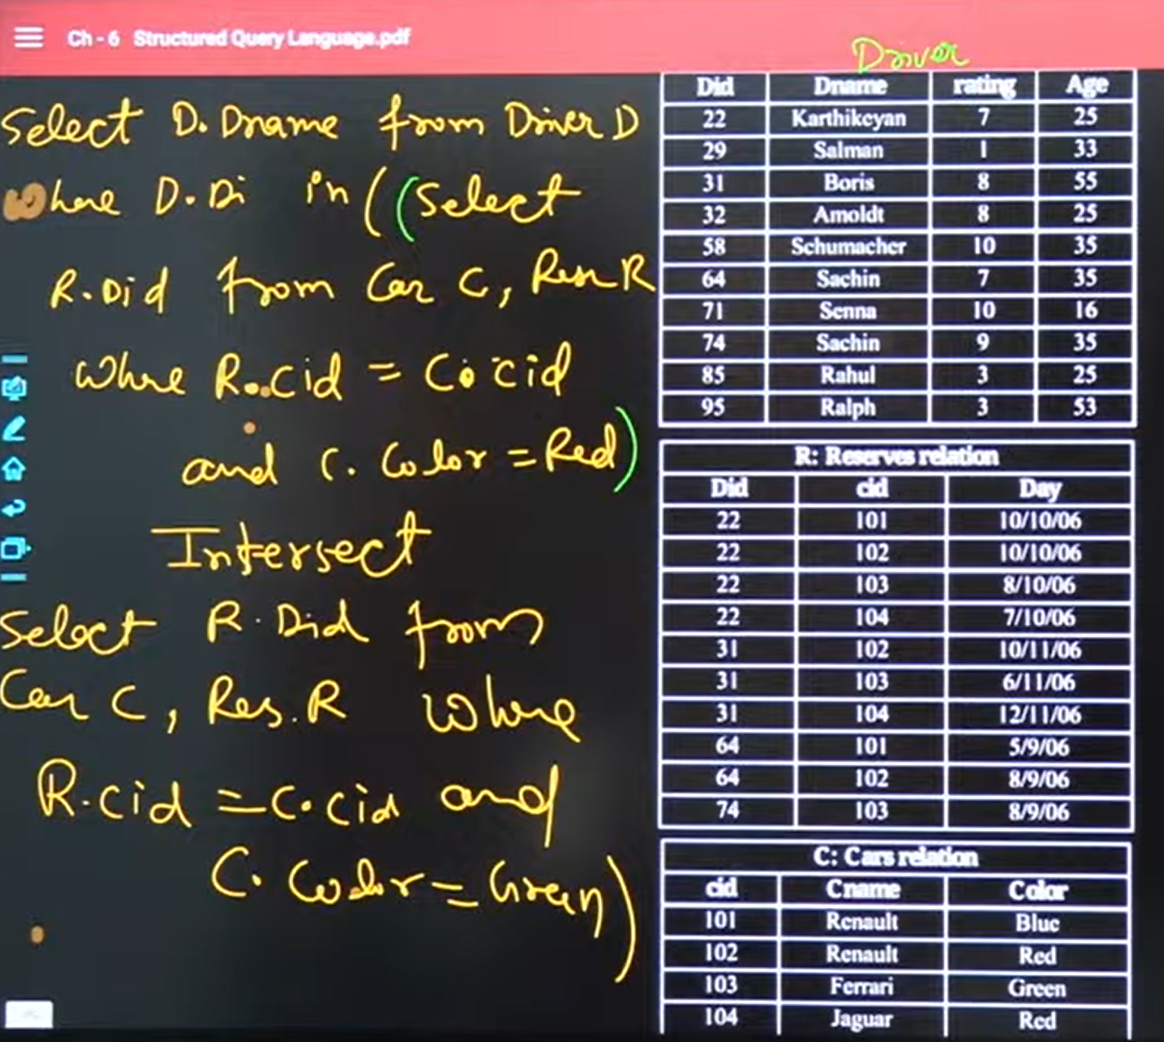 Ch - 6 Structured Query Language.pdf
Select D. Dname from Driver D
Where D.Di in ((Select
R.Did from Car C, Res R
Where R.cid = C.cid
and C. Color = Red)
Intersect
Select R.Did from
Car C, Res. R Where
R.cid = C.cid and
C. Color = Green)
Driver
Did Dname rating Age
22 Karthikeyan 7 25
29 Salman 1 33
31 Boris 8 55
32 Amoldt 8 25
58 Schumacher 10 35
64 Sachin 7 35
71 Senna 10 16
74 Sachin 9 35
85 Rahul 3 25
95 Ralph 3 53
R: Reserves relation
Did cid Day
22 101 10/10/06
22 102 10/10/06
22 103 8/10/06
22 104 7/10/06
31 102 10/11/06
31 103 6/11/06
31 104 12/11/06
64 101 5/9/06
64 102 8/9/06
74 103 8/9/06
C: Cars relation
cid Cname Color
101 Renault Blue
102 Renault Red
103 Ferrari Green
104 Jaguar Red